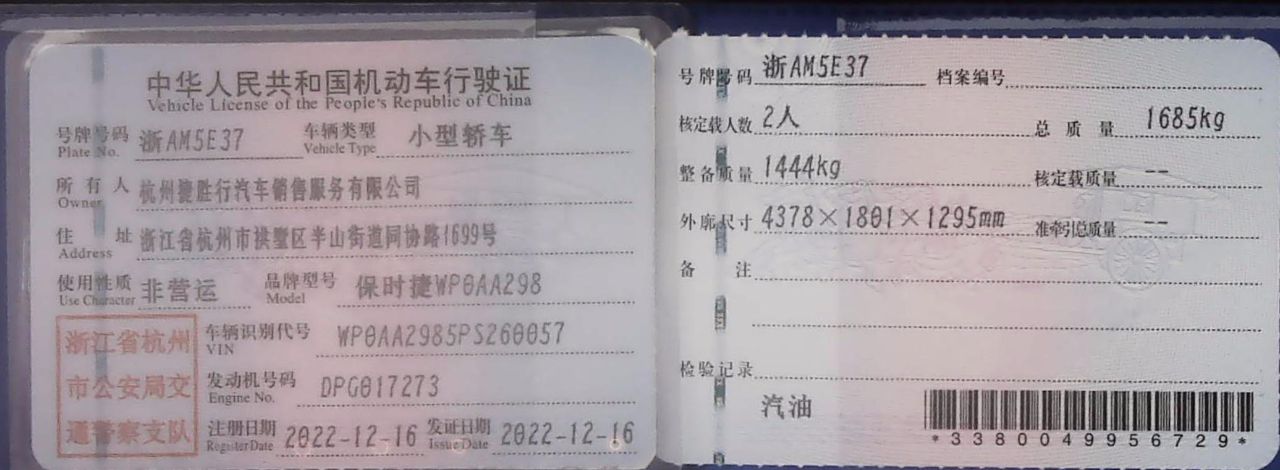 中华人民共和国机动车行驶证
Vehicle License of the People's Republic of China
号牌号码 浙AM5E37 车辆类型 小型轿车
Plate No. Vehicle Type
所有人 杭州捷胜行汽车销售服务有限公司
Owner
住址 浙江省杭州市拱墅区半山街道同协路1699号
Address
使用性质 非营运 品牌型号 保时捷WP0AA298
Use Character Model
浙江省杭州
市公安局交
通警察支队
车辆识别代号 WP0AA2985PS260057
VIN
发动机号码 DPG017273
Engine No.
注册日期 2022-12-16 发证日期 2022-12-16
Register Date Issue Date
号牌号码 浙AM5E37 档案编号
核定载人数 2人 总质量 1685kg
整备质量 1444kg 核定载质量 --
外廓尺寸 4378×1801×1295mm 准牵引总质量 --
备注
检验记录
汽油
*3380049956729*